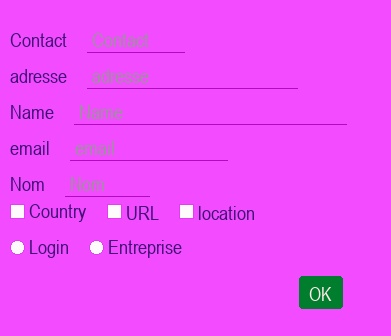 Contact Contact
adresse adresse
Name Name
email email
Nom Nom
Country URL location
Login Entreprise
OK